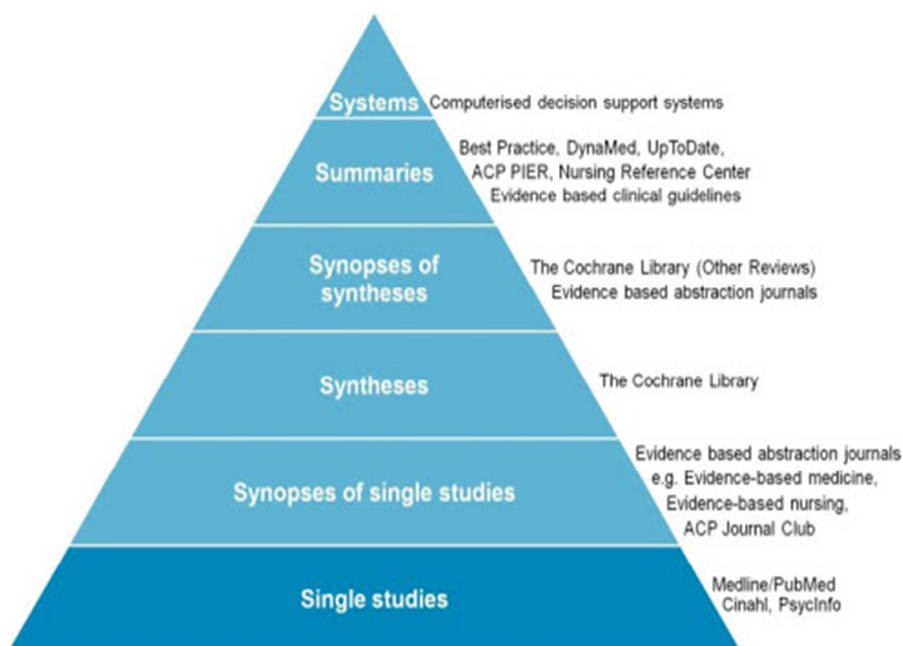 Systems Computerised decision support systems
Summaries
Best Practice, DynaMed, UpToDate,
ACP PIER, Nursing Reference Center
Evidence based clinical guidelines
Synopses of
syntheses
The Cochrane Library (Other Reviews)
Evidence based abstraction journals
Syntheses
The Cochrane Library
Synopses of single studies
Evidence based abstraction journals
e.g. Evidence-based medicine,
Evidence-based nursing,
ACP Journal Club
Single studies
Medline/PubMed
Cinahl, PsycInfo